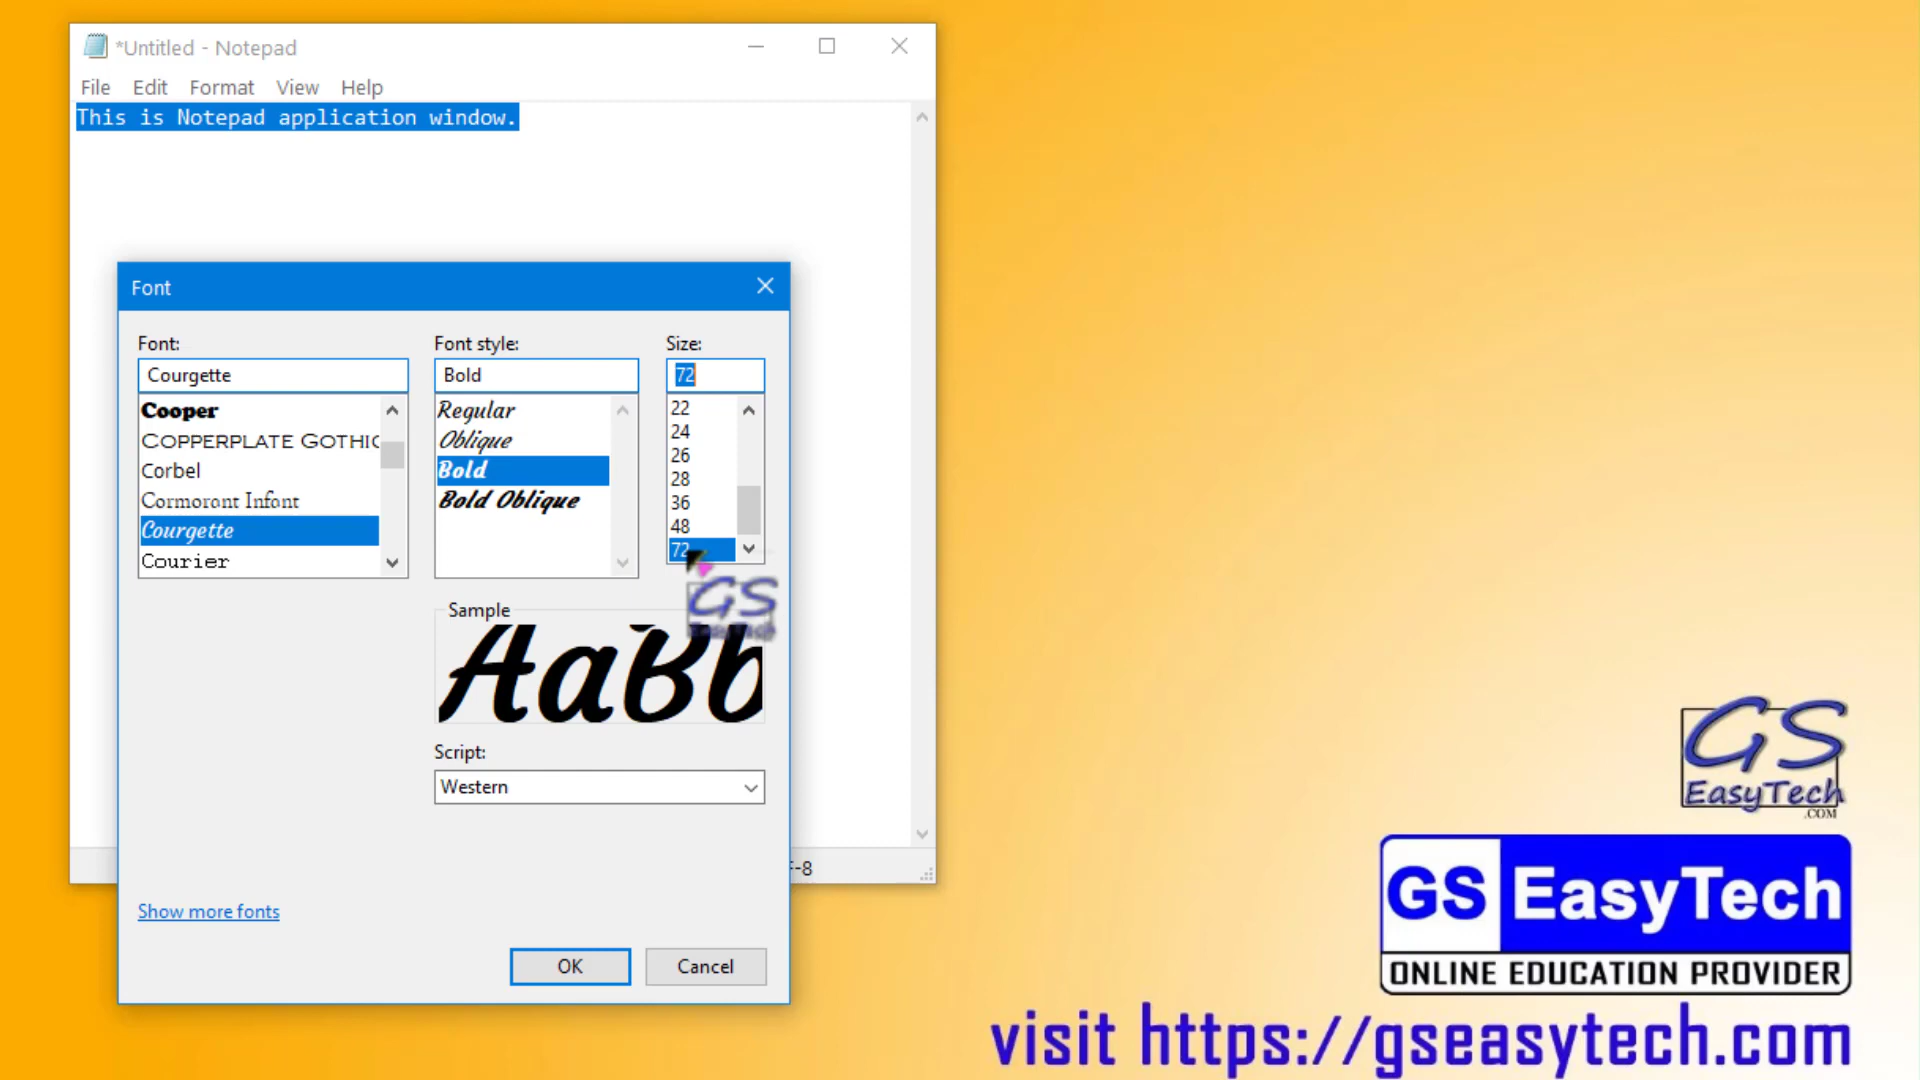 *Untitled - Notepad
File Edit Format View Help
This is Notepad application window.
Font
Font: Font style: Size:
Courgette Bold 72
Cooper Regular 22
COPPERPLATE GOTHIC Oblique 24
Corbel Bold 26
Cormorant Infant Bold Oblique 28
Courgette 36
Courier 48
72
GS
EasyTech
Sample
AaBb
Script:
Western
F-8
Show more fonts
OK Cancel
GS
EasyTech
.COM
GS EasyTech
ONLINE EDUCATION PROVIDER
visit https://gseasytech.com